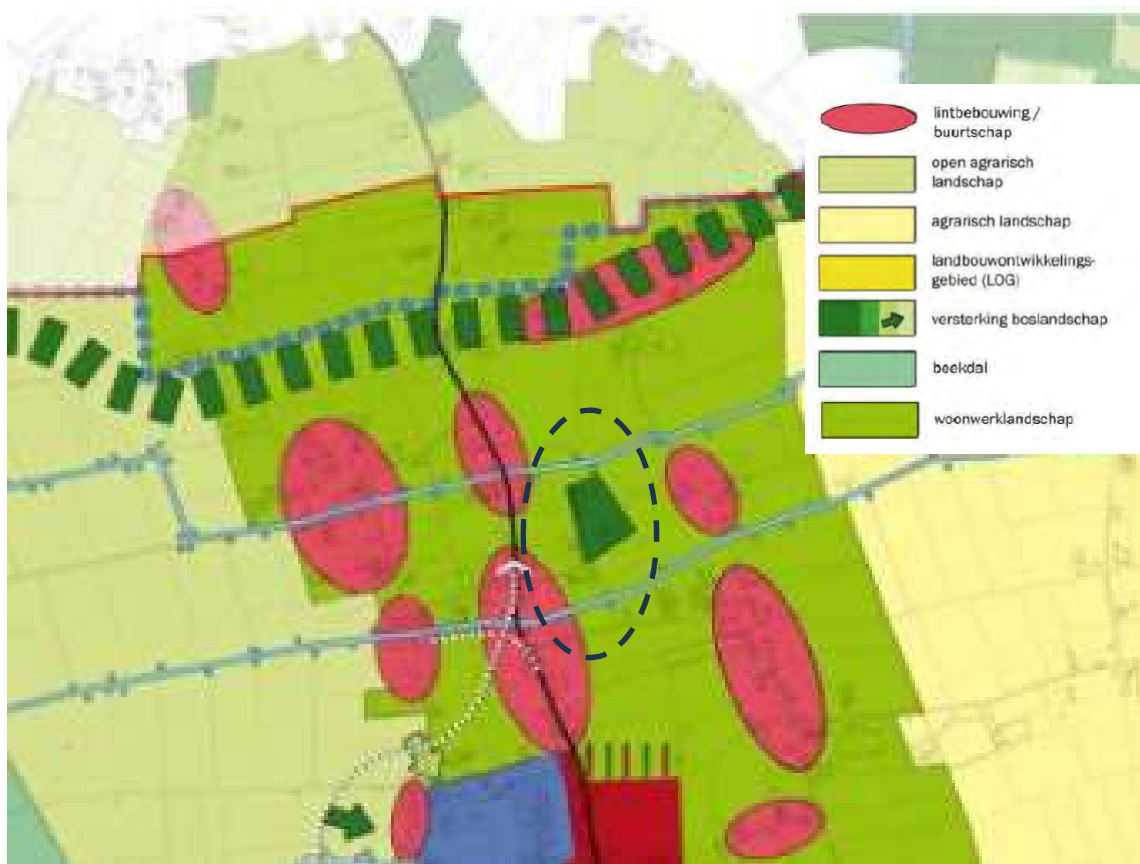 lintbebouwing /
buurtschap
open agrarisch
landschap
agrarisch landschap
landbouwontwikkelings-
gebied (LOG)
versterking boslandschap
beekdal
woonwerklandschap